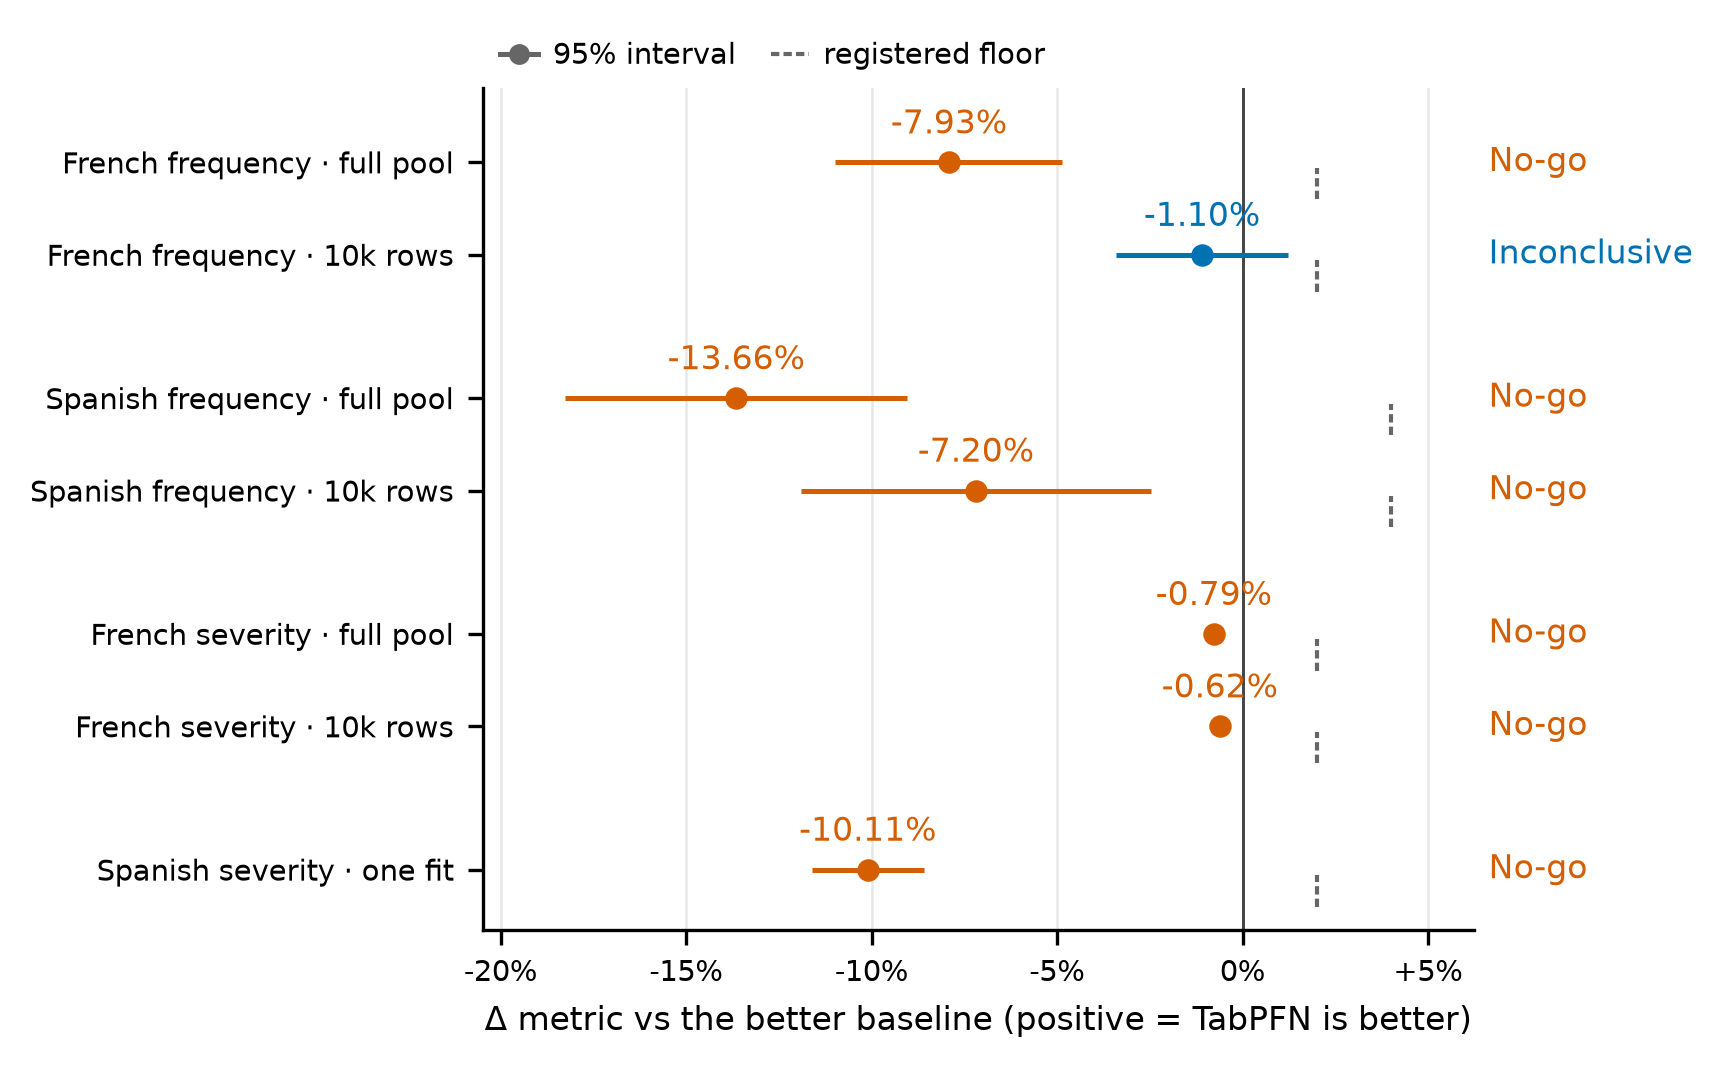 95% interval registered floor
-7.93%
French frequency · full pool No-go
-1.10%
French frequency · 10k rows Inconclusive
-13.66%
Spanish frequency · full pool No-go
-7.20%
Spanish frequency · 10k rows No-go
-0.79%
French severity · full pool No-go
-0.62%
French severity · 10k rows No-go
-10.11%
Spanish severity · one fit No-go
-20% -15% -10% -5% 0% +5%
Δ metric vs the better baseline (positive = TabPFN is better)